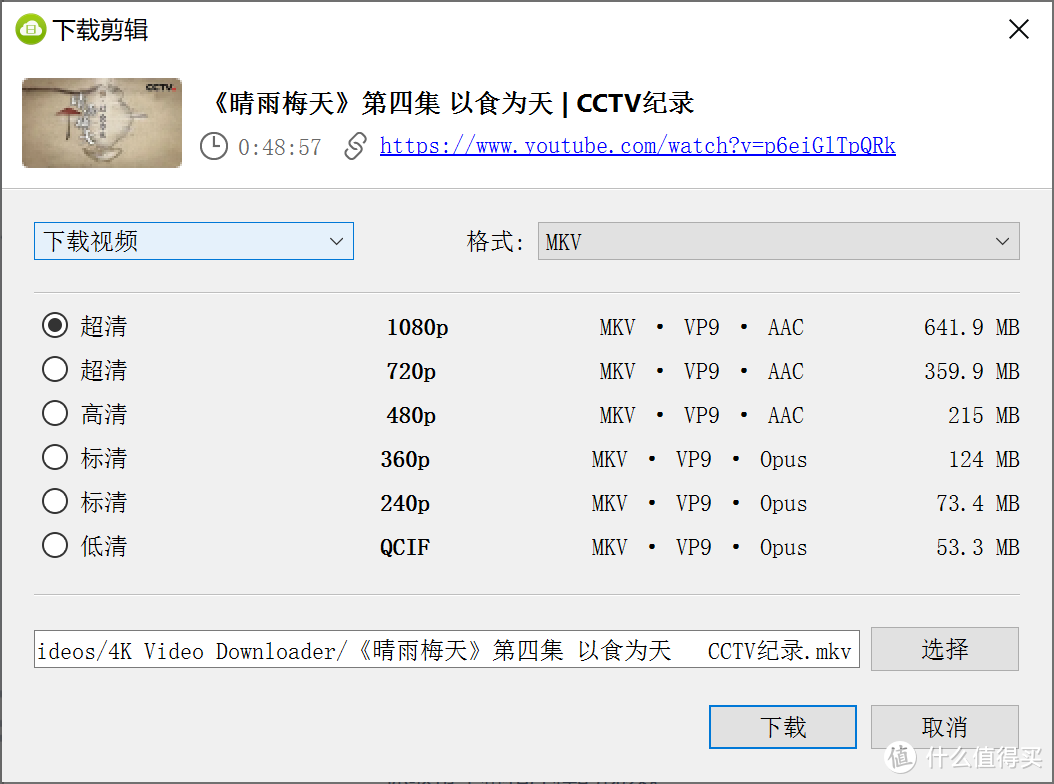 下载剪辑
CCTV
《晴雨梅天》第四集 以食为天 | CCTV纪录
0:48:57 https://www.youtube.com/watch?v=p6eiGlTpQRk
下载视频 格式: MKV
超清 1080p MKV • VP9 • AAC 641.9 MB
超清 720p MKV • VP9 • AAC 359.9 MB
高清 480p MKV • VP9 • AAC 215 MB
标清 360p MKV • VP9 • Opus 124 MB
标清 240p MKV • VP9 • Opus 73.4 MB
低清 QCIF MKV • VP9 • Opus 53.3 MB
ideos/4K Video Downloader/《晴雨梅天》第四集 以食为天 CCTV纪录.mkv 选择
下载 取消
值 什么值得买